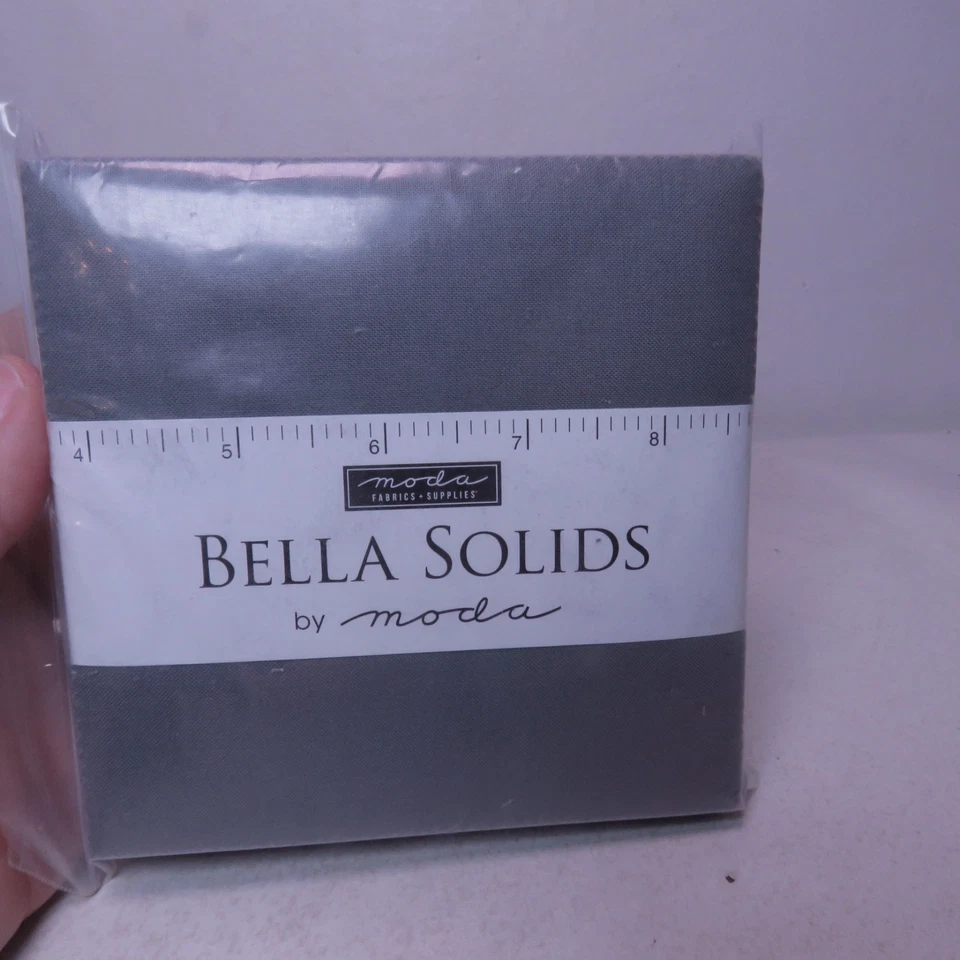 4 5 6 7 8
moda
FABRICS + SUPPLIES
BELLA SOLIDS
by moda